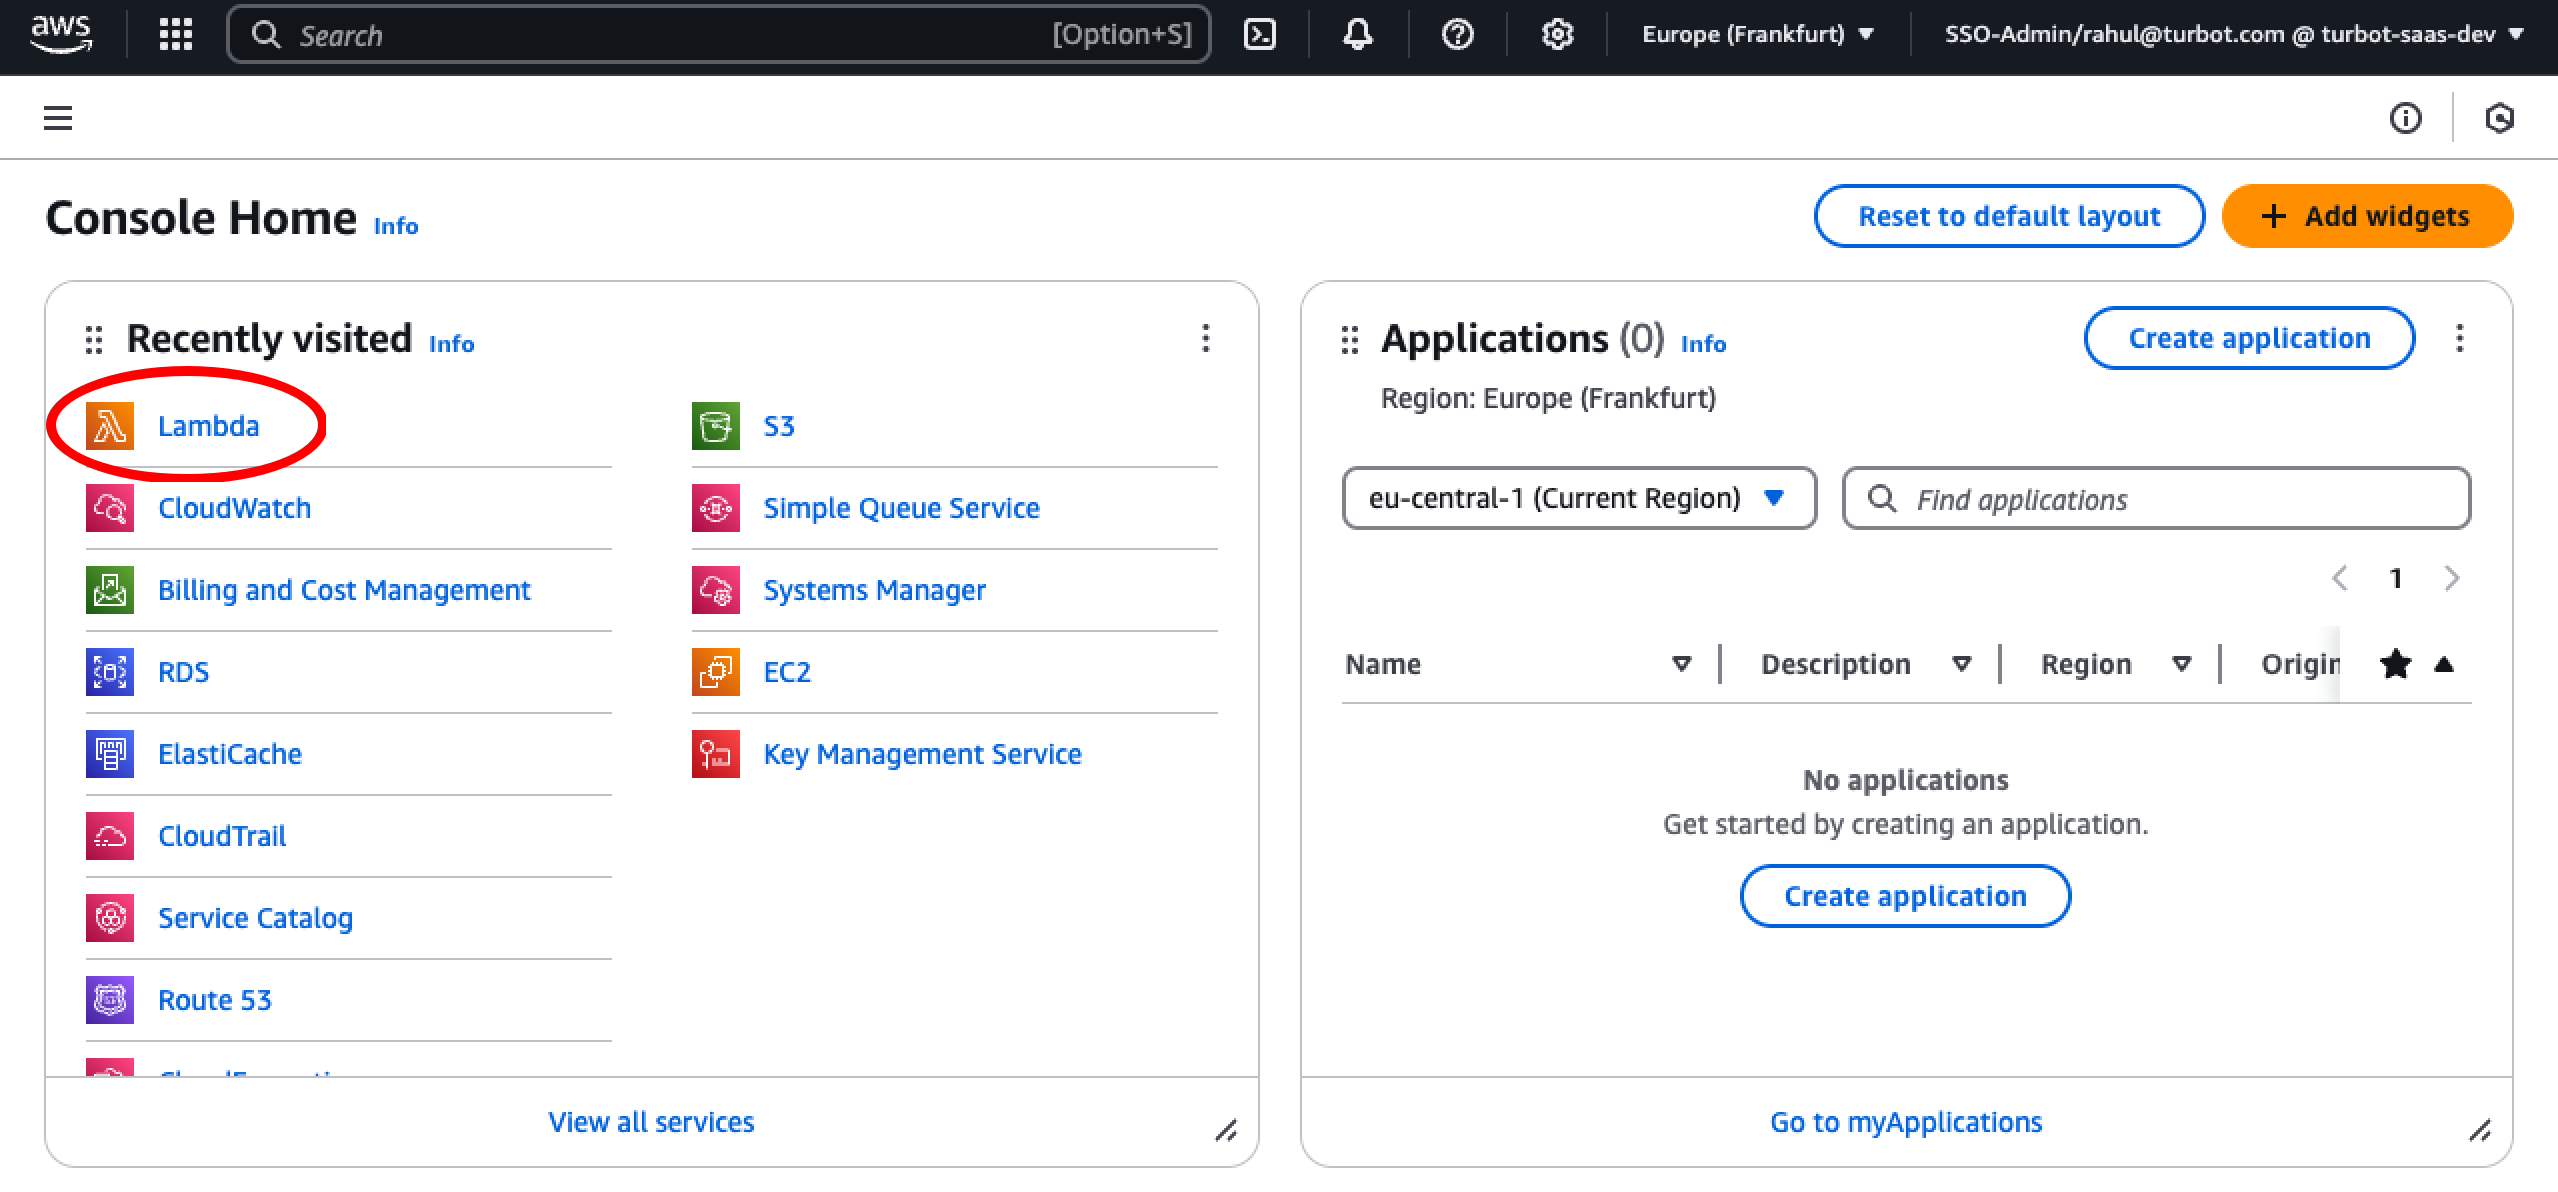 aws
Search [Option+S] Europe (Frankfurt) SSO-Admin/rahul@turbot.com @ turbot-saas-dev
Console Home Info
Reset to default layout
+ Add widgets
Recently visited Info
Lambda
CloudWatch
Billing and Cost Management
RDS
ElastiCache
CloudTrail
Service Catalog
Route 53
S3
Simple Queue Service
Systems Manager
EC2
Key Management Service
View all services
Applications (0) Info
Create application
Region: Europe (Frankfurt)
eu-central-1 (Current Region)
Find applications
1
Name Description Region Origin
No applications
Get started by creating an application.
Create application
Go to myApplications